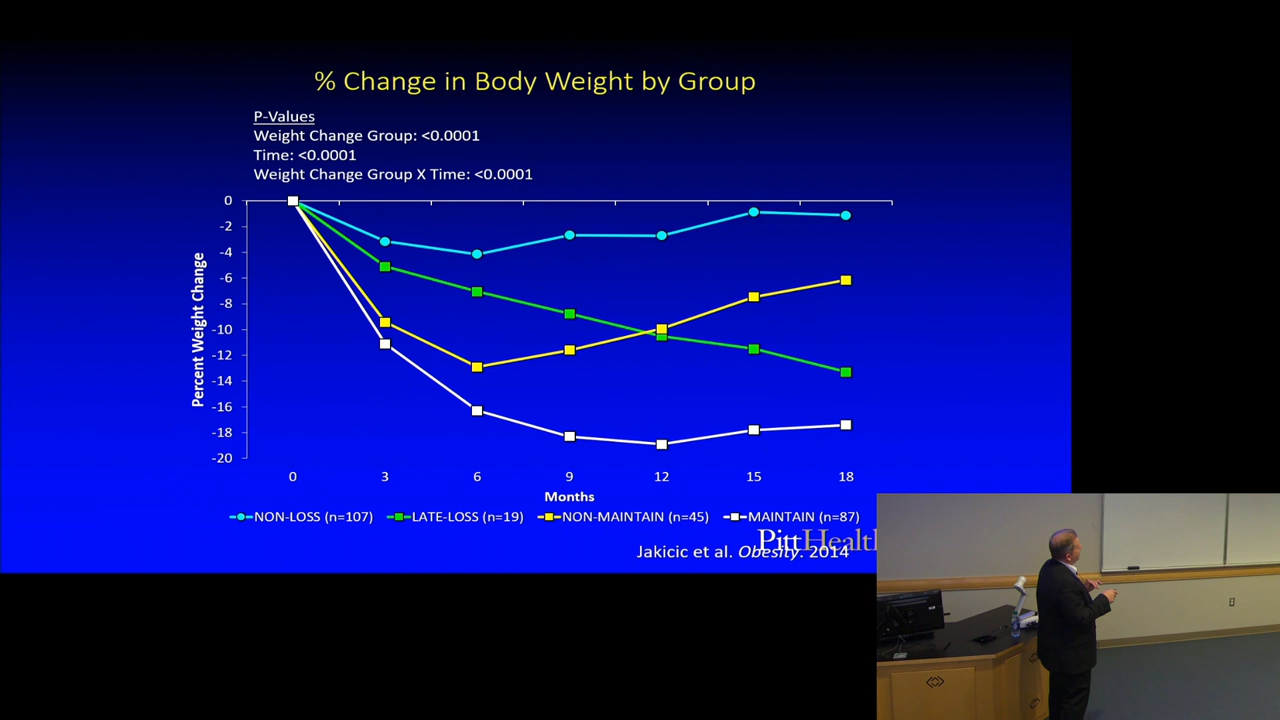 % Change in Body Weight by Group
P-Values
Weight Change Group: <0.0001
Time: <0.0001
Weight Change Group X Time: <0.0001
Percent Weight Change
0
-2
-4
-6
-8
-10
-12
-14
-16
-18
-20
0 3 6 9 12 15 18
Months
NON-LOSS (n=107) LATE-LOSS (n=19) NON-MAINTAIN (n=45) MAINTAIN (n=87)
Pitt Health
Jakicic et al. Obesity. 2014